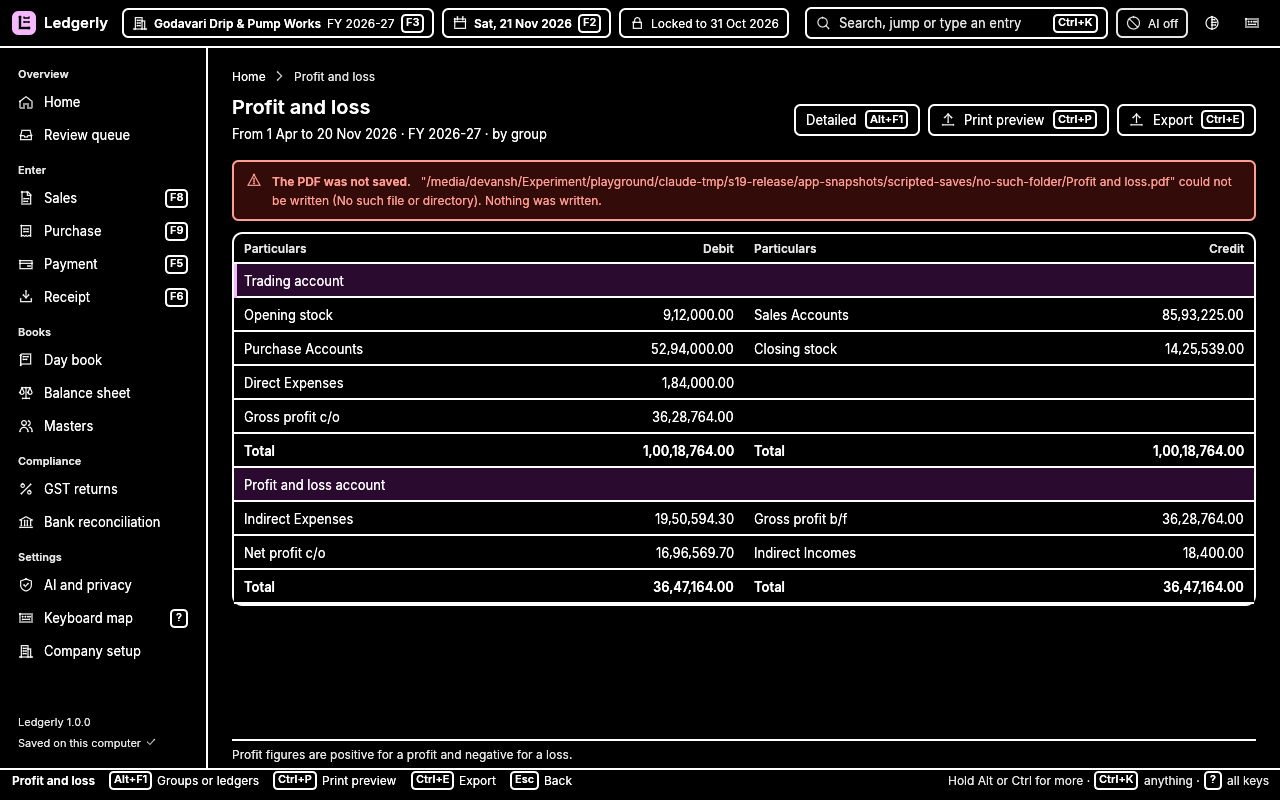 Ledgerly
Godavari Drip & Pump Works FY 2026-27 F3
Sat, 21 Nov 2026 F2
Locked to 31 Oct 2026
Search, jump or type an entry Ctrl+K
AI off
Overview
Home
Review queue
Enter
Sales F8
Purchase F9
Payment F5
Receipt F6
Books
Day book
Balance sheet
Masters
Compliance
GST returns
Bank reconciliation
Settings
AI and privacy
Keyboard map ?
Company setup
Ledgerly 1.0.0
Saved on this computer
Home Profit and loss
Profit and loss
From 1 Apr to 20 Nov 2026 · FY 2026-27 · by group
Detailed Alt+F1
Print preview Ctrl+P
Export Ctrl+E
The PDF was not saved. "/media/devansh/Experiment/playground/claude-tmp/s19-release/app-snapshots/scripted-saves/no-such-folder/Profit and loss.pdf" could not
be written (No such file or directory). Nothing was written.
Particulars Debit Particulars Credit
Trading account
Opening stock 9,12,000.00 Sales Accounts 85,93,225.00
Purchase Accounts 52,94,000.00 Closing stock 14,25,539.00
Direct Expenses 1,84,000.00
Gross profit c/o 36,28,764.00
Total 1,00,18,764.00 Total 1,00,18,764.00
Profit and loss account
Indirect Expenses 19,50,594.30 Gross profit b/f 36,28,764.00
Net profit c/o 16,96,569.70 Indirect Incomes 18,400.00
Total 36,47,164.00 Total 36,47,164.00
Profit figures are positive for a profit and negative for a loss.
Profit and loss Alt+F1 Groups or ledgers Ctrl+P Print preview Ctrl+E Export Esc Back
Hold Alt or Ctrl for more · Ctrl+K anything · ? all keys